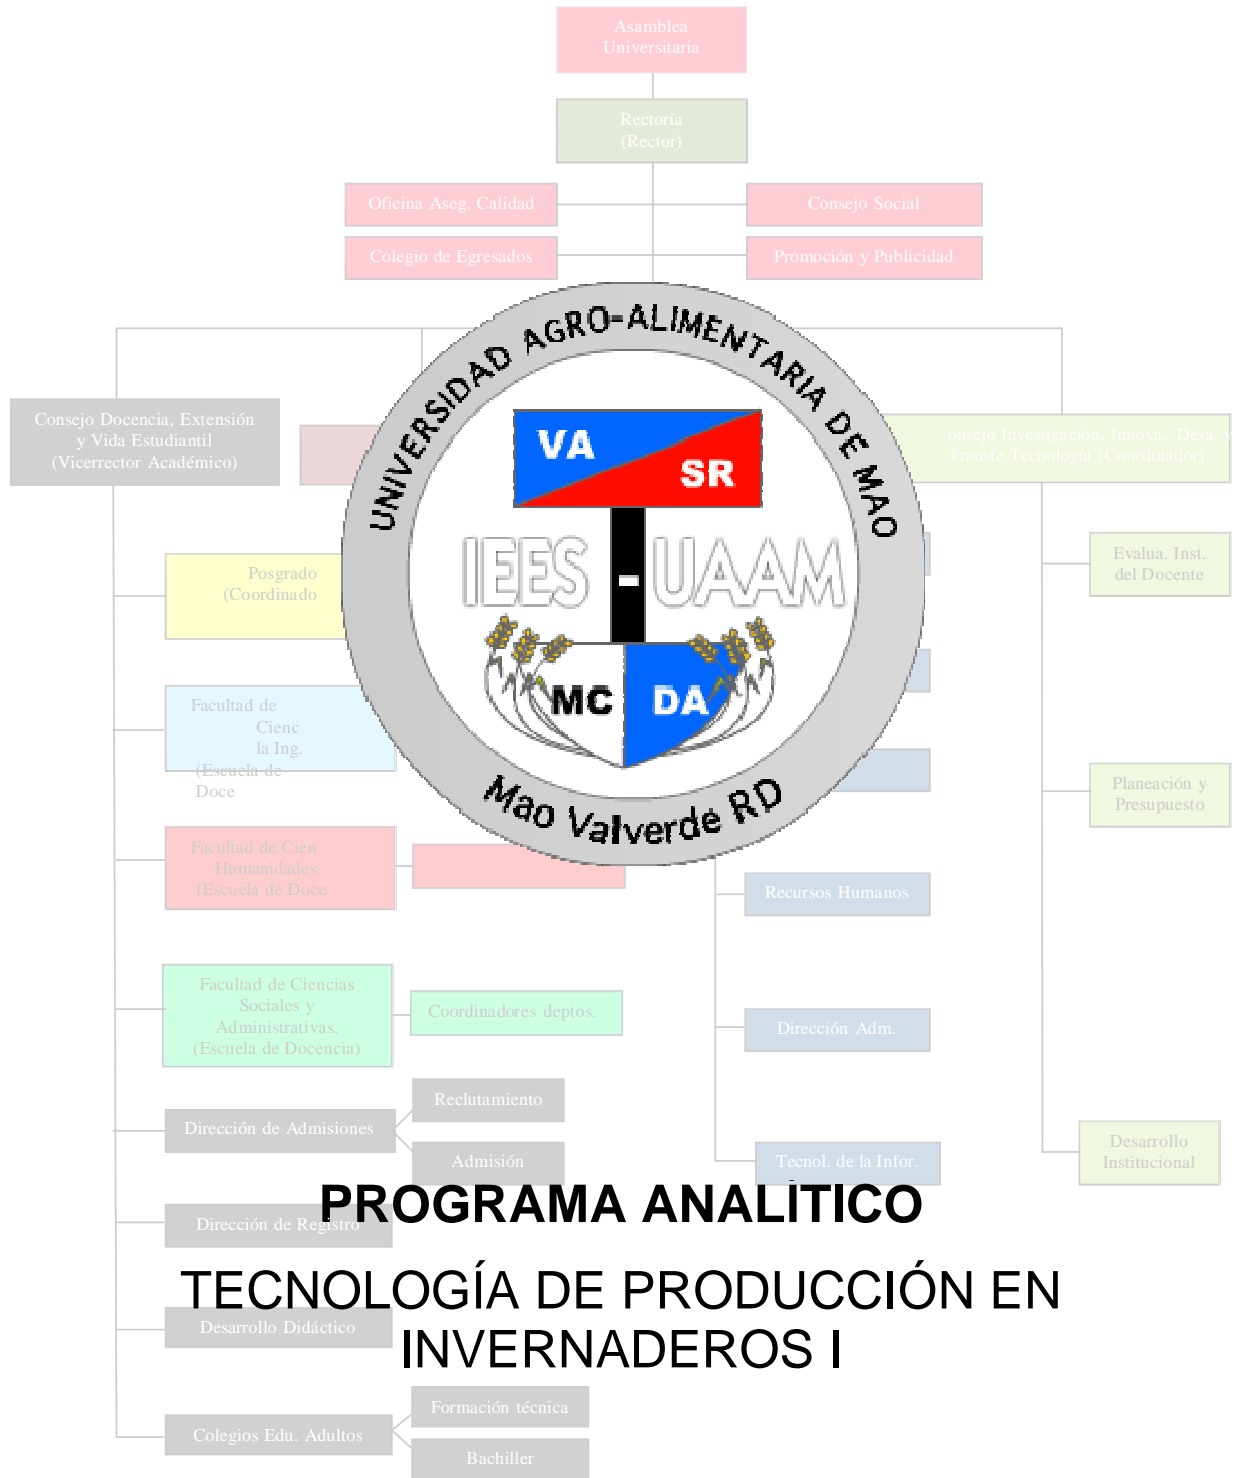 Asamblea
Universitaria
Rectoría
(Rector)
Oficina Aseg. Calidad
Consejo Social
Colegio de Egresados
Promoción y Publicidad
UNIVERSIDAD AGRO-ALIMENTARIA DE MAO
VA
SR
IEES - UAAM
MC
DA
Mao Valverde RD
Consejo Docencia, Extensión
y Vida Estudiantil
(Vicerrector Académico)
onsejo Investigación. Innova., Desa. y
Transfe Tecnología (Coordinador)
Posgrado
(Coordinado
Evalua. Inst.
del Docente
Facultad de
Cienc
la Ing.
(Escuela de
Doce
Planeación y
Presupuesto
Facultad de Cien
Humanidades
(Escuela de Doce
Recursos Humanos
Facultad de Ciencias
Sociales y
Administrativas.
(Escuela de Docencia)
Coordinadores deptos.
Dirección Adm.
Reclutamiento
Dirección de Admisiones
Admisión
Tecnol. de la Infor.
Desarrollo
Institucional
PROGRAMA ANALÍTICO
Dirección de Registro
TECNOLOGÍA DE PRODUCCIÓN EN
INVERNADEROS I
Desarrollo Didáctico
Formación técnica
Colegios Edu. Adultos
Bachiller